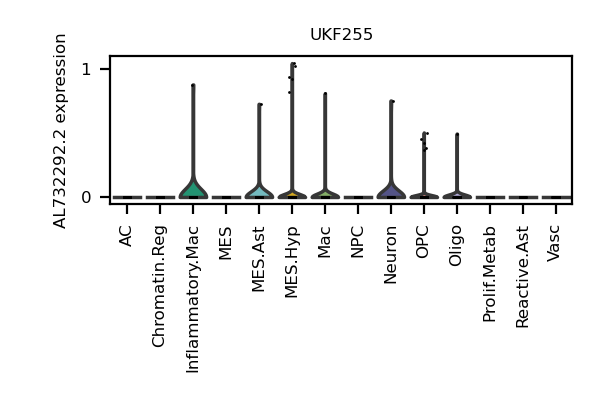 UKF255
AL732292.2 expression
1
0
AC
Chromatin.Reg
Inflammatory.Mac
MES
MES.Ast
MES.Hyp
Mac
NPC
Neuron
OPC
Oligo
Prolif.Metab
Reactive.Ast
Vasc